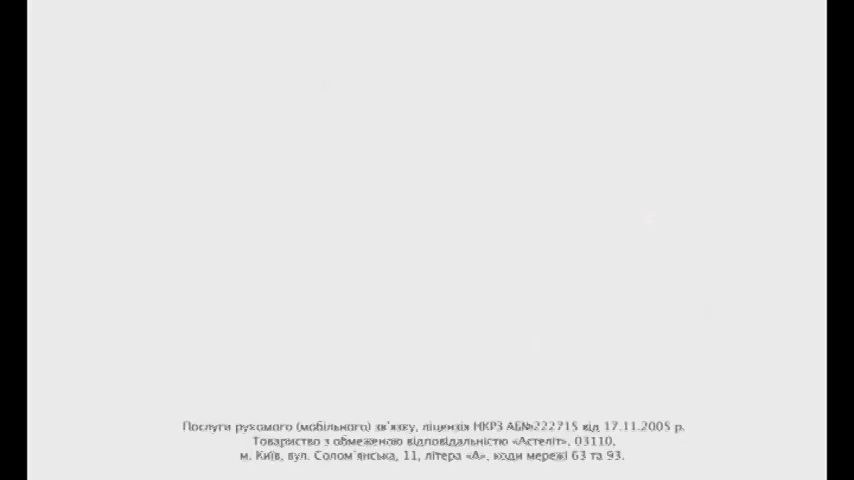 Послуги рухомого (мобільного) зв'язку, ліцензія НКРЗ АБ№222715 від 17.11.2005 р.
Товариство з обмеженою відповідальністю «Астеліт», 03110,
м. Київ, вул. Солом'янська, 11, літера «А», коди мережі 63 та 93.